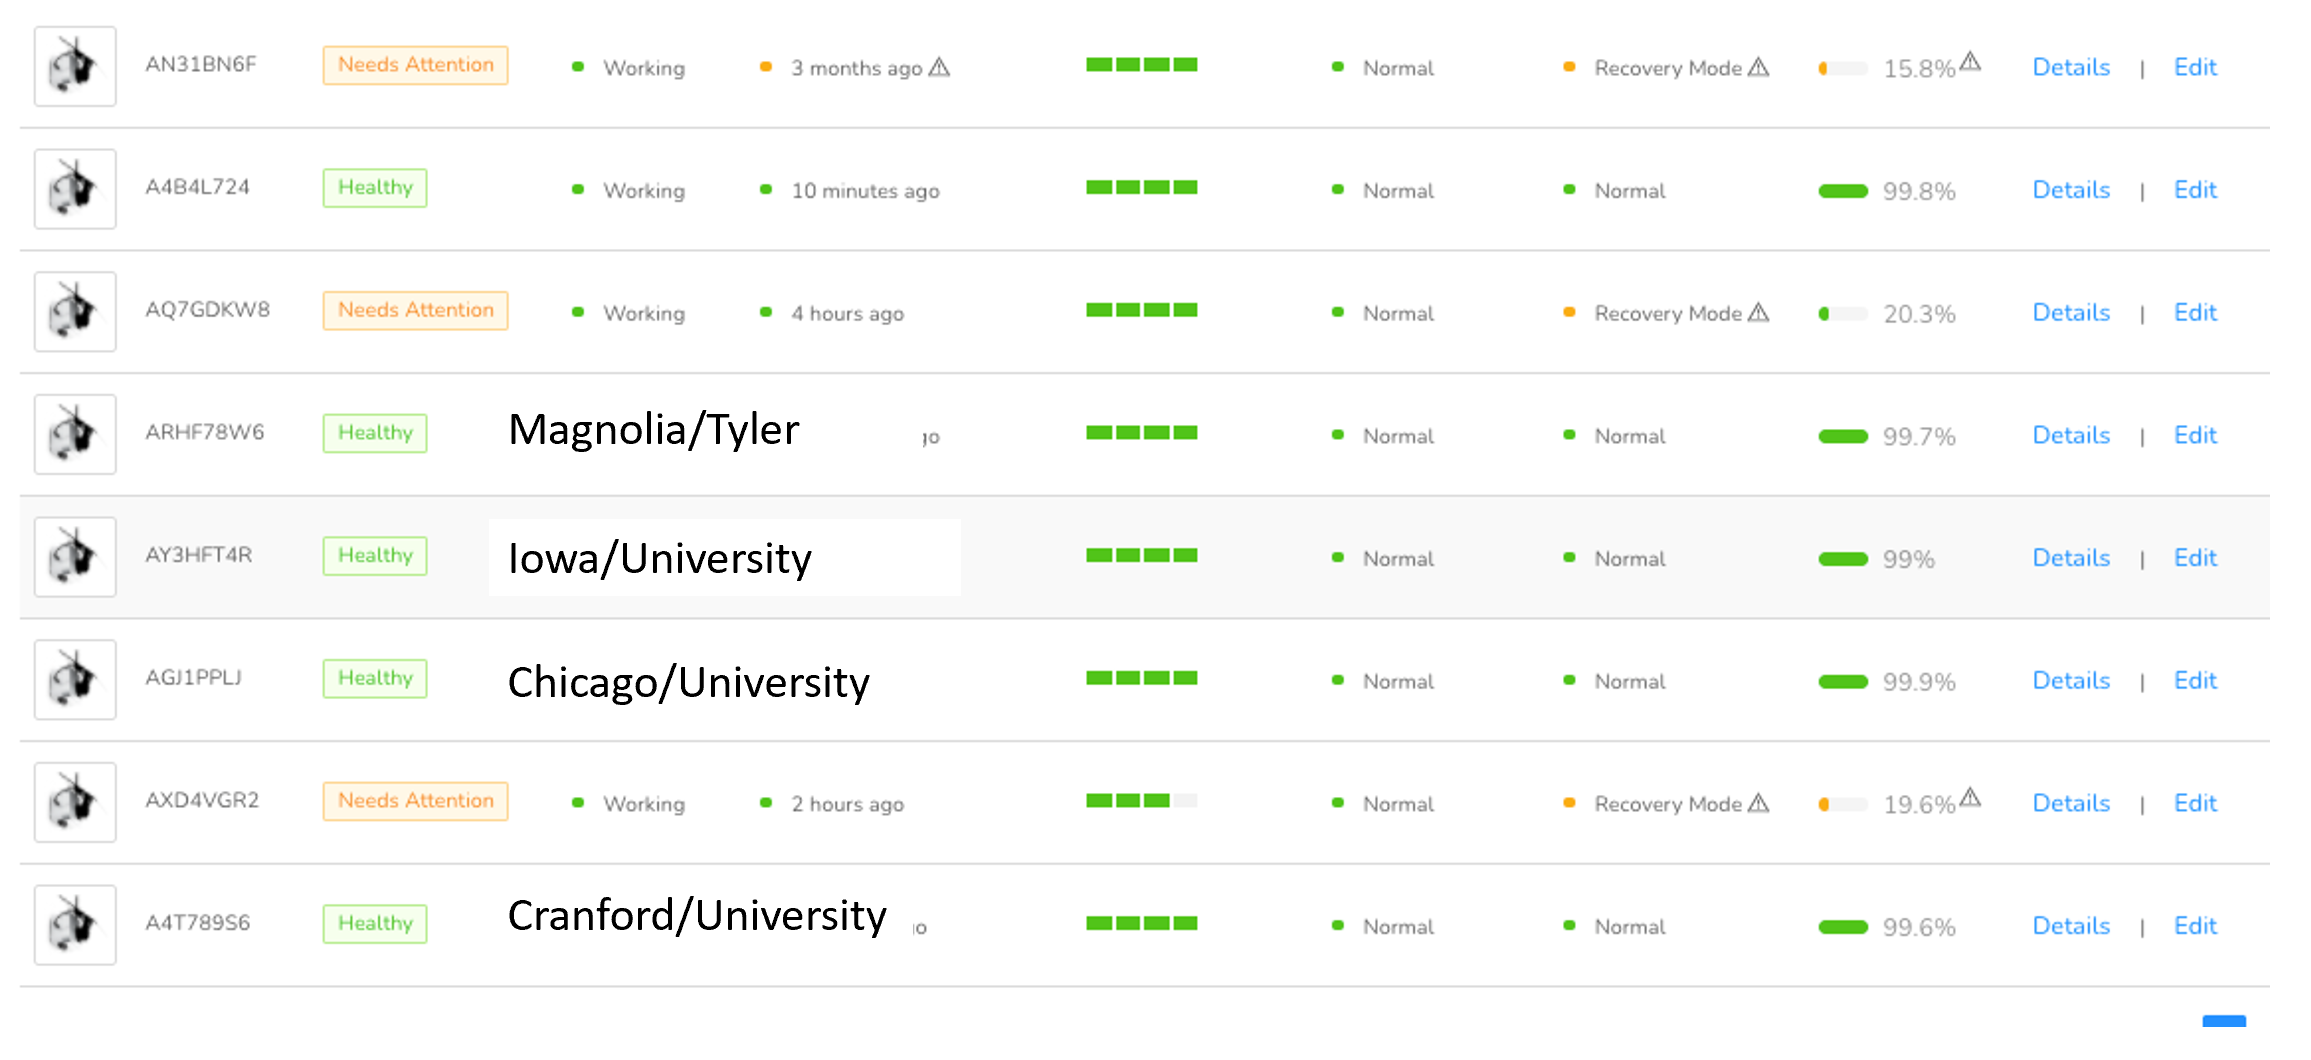 AN31BN6F Needs Attention Working 3 months ago Normal Recovery Mode 15.8% Details | Edit
A4B4L724 Healthy Working 10 minutes ago Normal Normal 99.8% Details | Edit
AQ7GDKW8 Needs Attention Working 4 hours ago Normal Recovery Mode 20.3% Details | Edit
ARHF78W6 Healthy Magnolia/Tyler Normal Normal 99.7% Details | Edit
AY3HFT4R Healthy Iowa/University Normal Normal 99% Details | Edit
AGJ1PPLJ Healthy Chicago/University Normal Normal 99.9% Details | Edit
AXD4VGR2 Needs Attention Working 2 hours ago Normal Recovery Mode 19.6% Details | Edit
A4T789S6 Healthy Cranford/University Normal Normal 99.6% Details | Edit